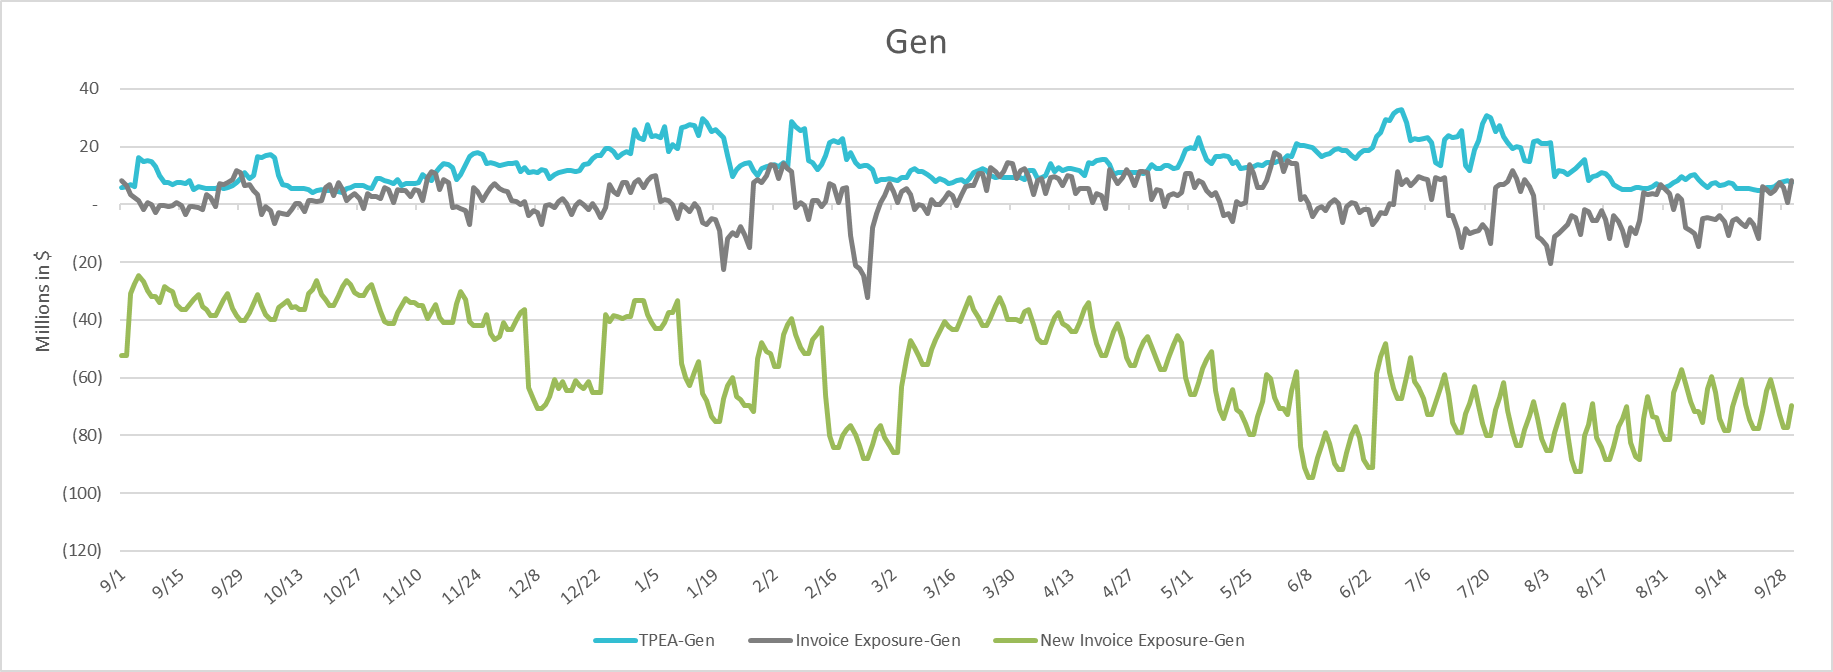 Gen
Millions in $
40
20
-
(20)
(40)
(60)
(80)
(100)
(120)
9/1 9/15 9/29 10/13 10/27 11/10 11/24 12/8 12/22 1/5 1/19 2/2 2/16 3/2 3/16 3/30 4/13 4/27 5/11 5/25 6/8 6/22 7/6 7/20 8/3 8/17 8/31 9/14 9/28
TPEA-Gen Invoice Exposure-Gen New Invoice Exposure-Gen